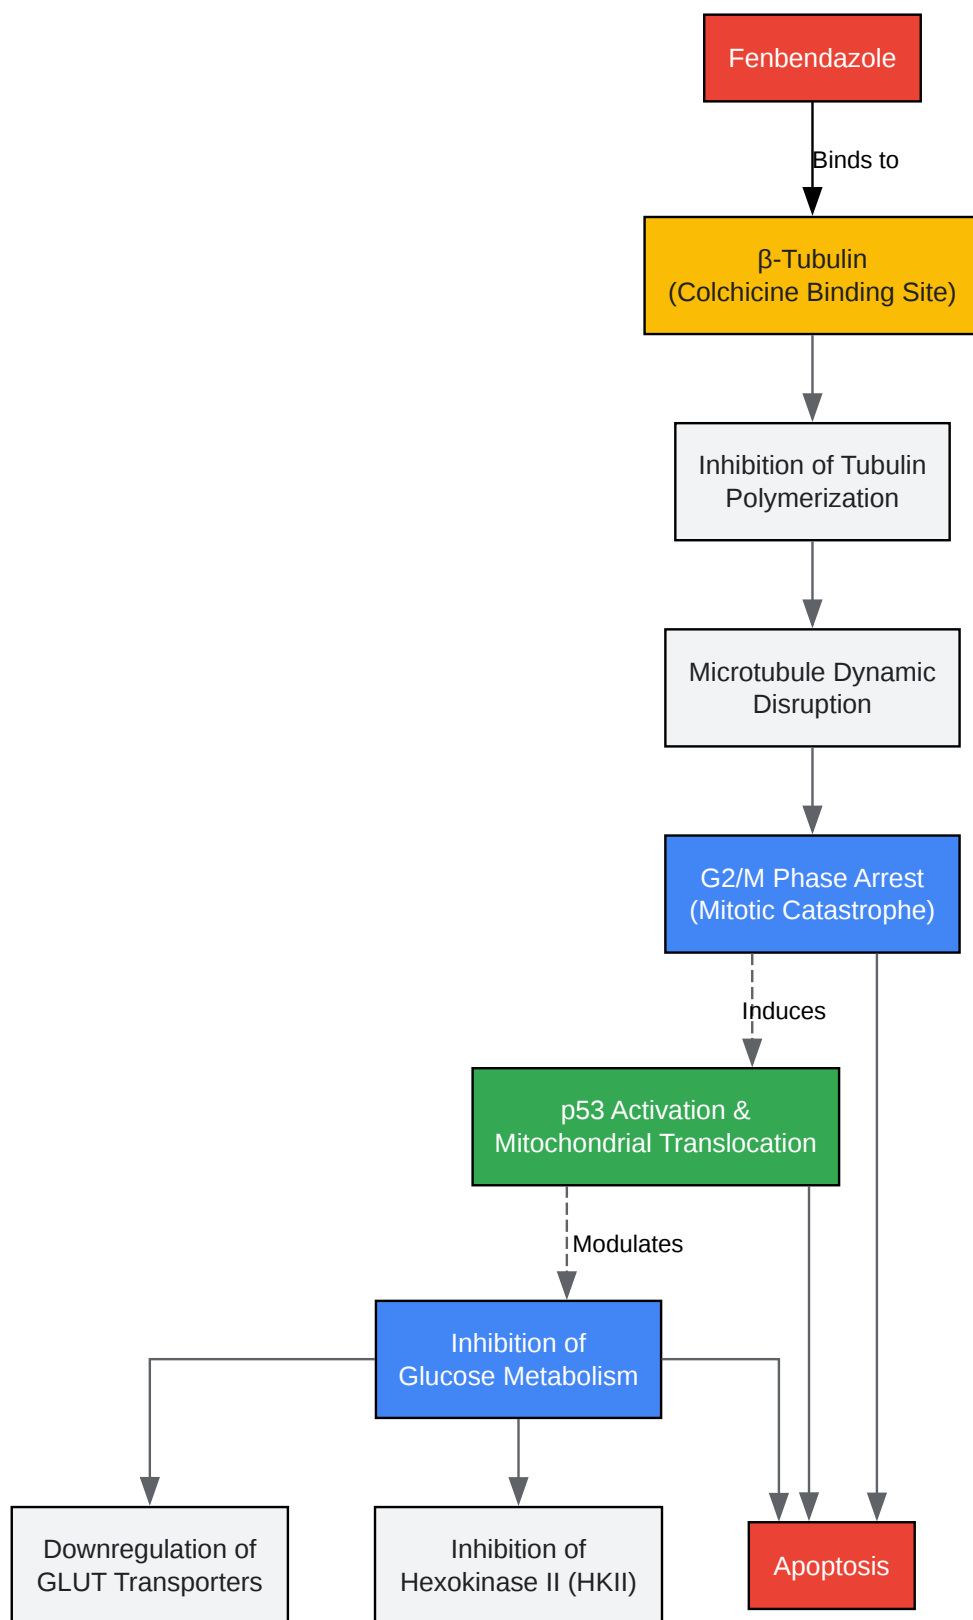 Fenbendazole
Binds to
β-Tubulin
(Colchicine Binding Site)
Inhibition of Tubulin
Polymerization
Microtubule Dynamic
Disruption
G2/M Phase Arrest
(Mitotic Catastrophe)
Induces
p53 Activation &
Mitochondrial Translocation
Modulates
Inhibition of
Glucose Metabolism
Downregulation of
GLUT Transporters
Inhibition of
Hexokinase II (HKII)
Apoptosis